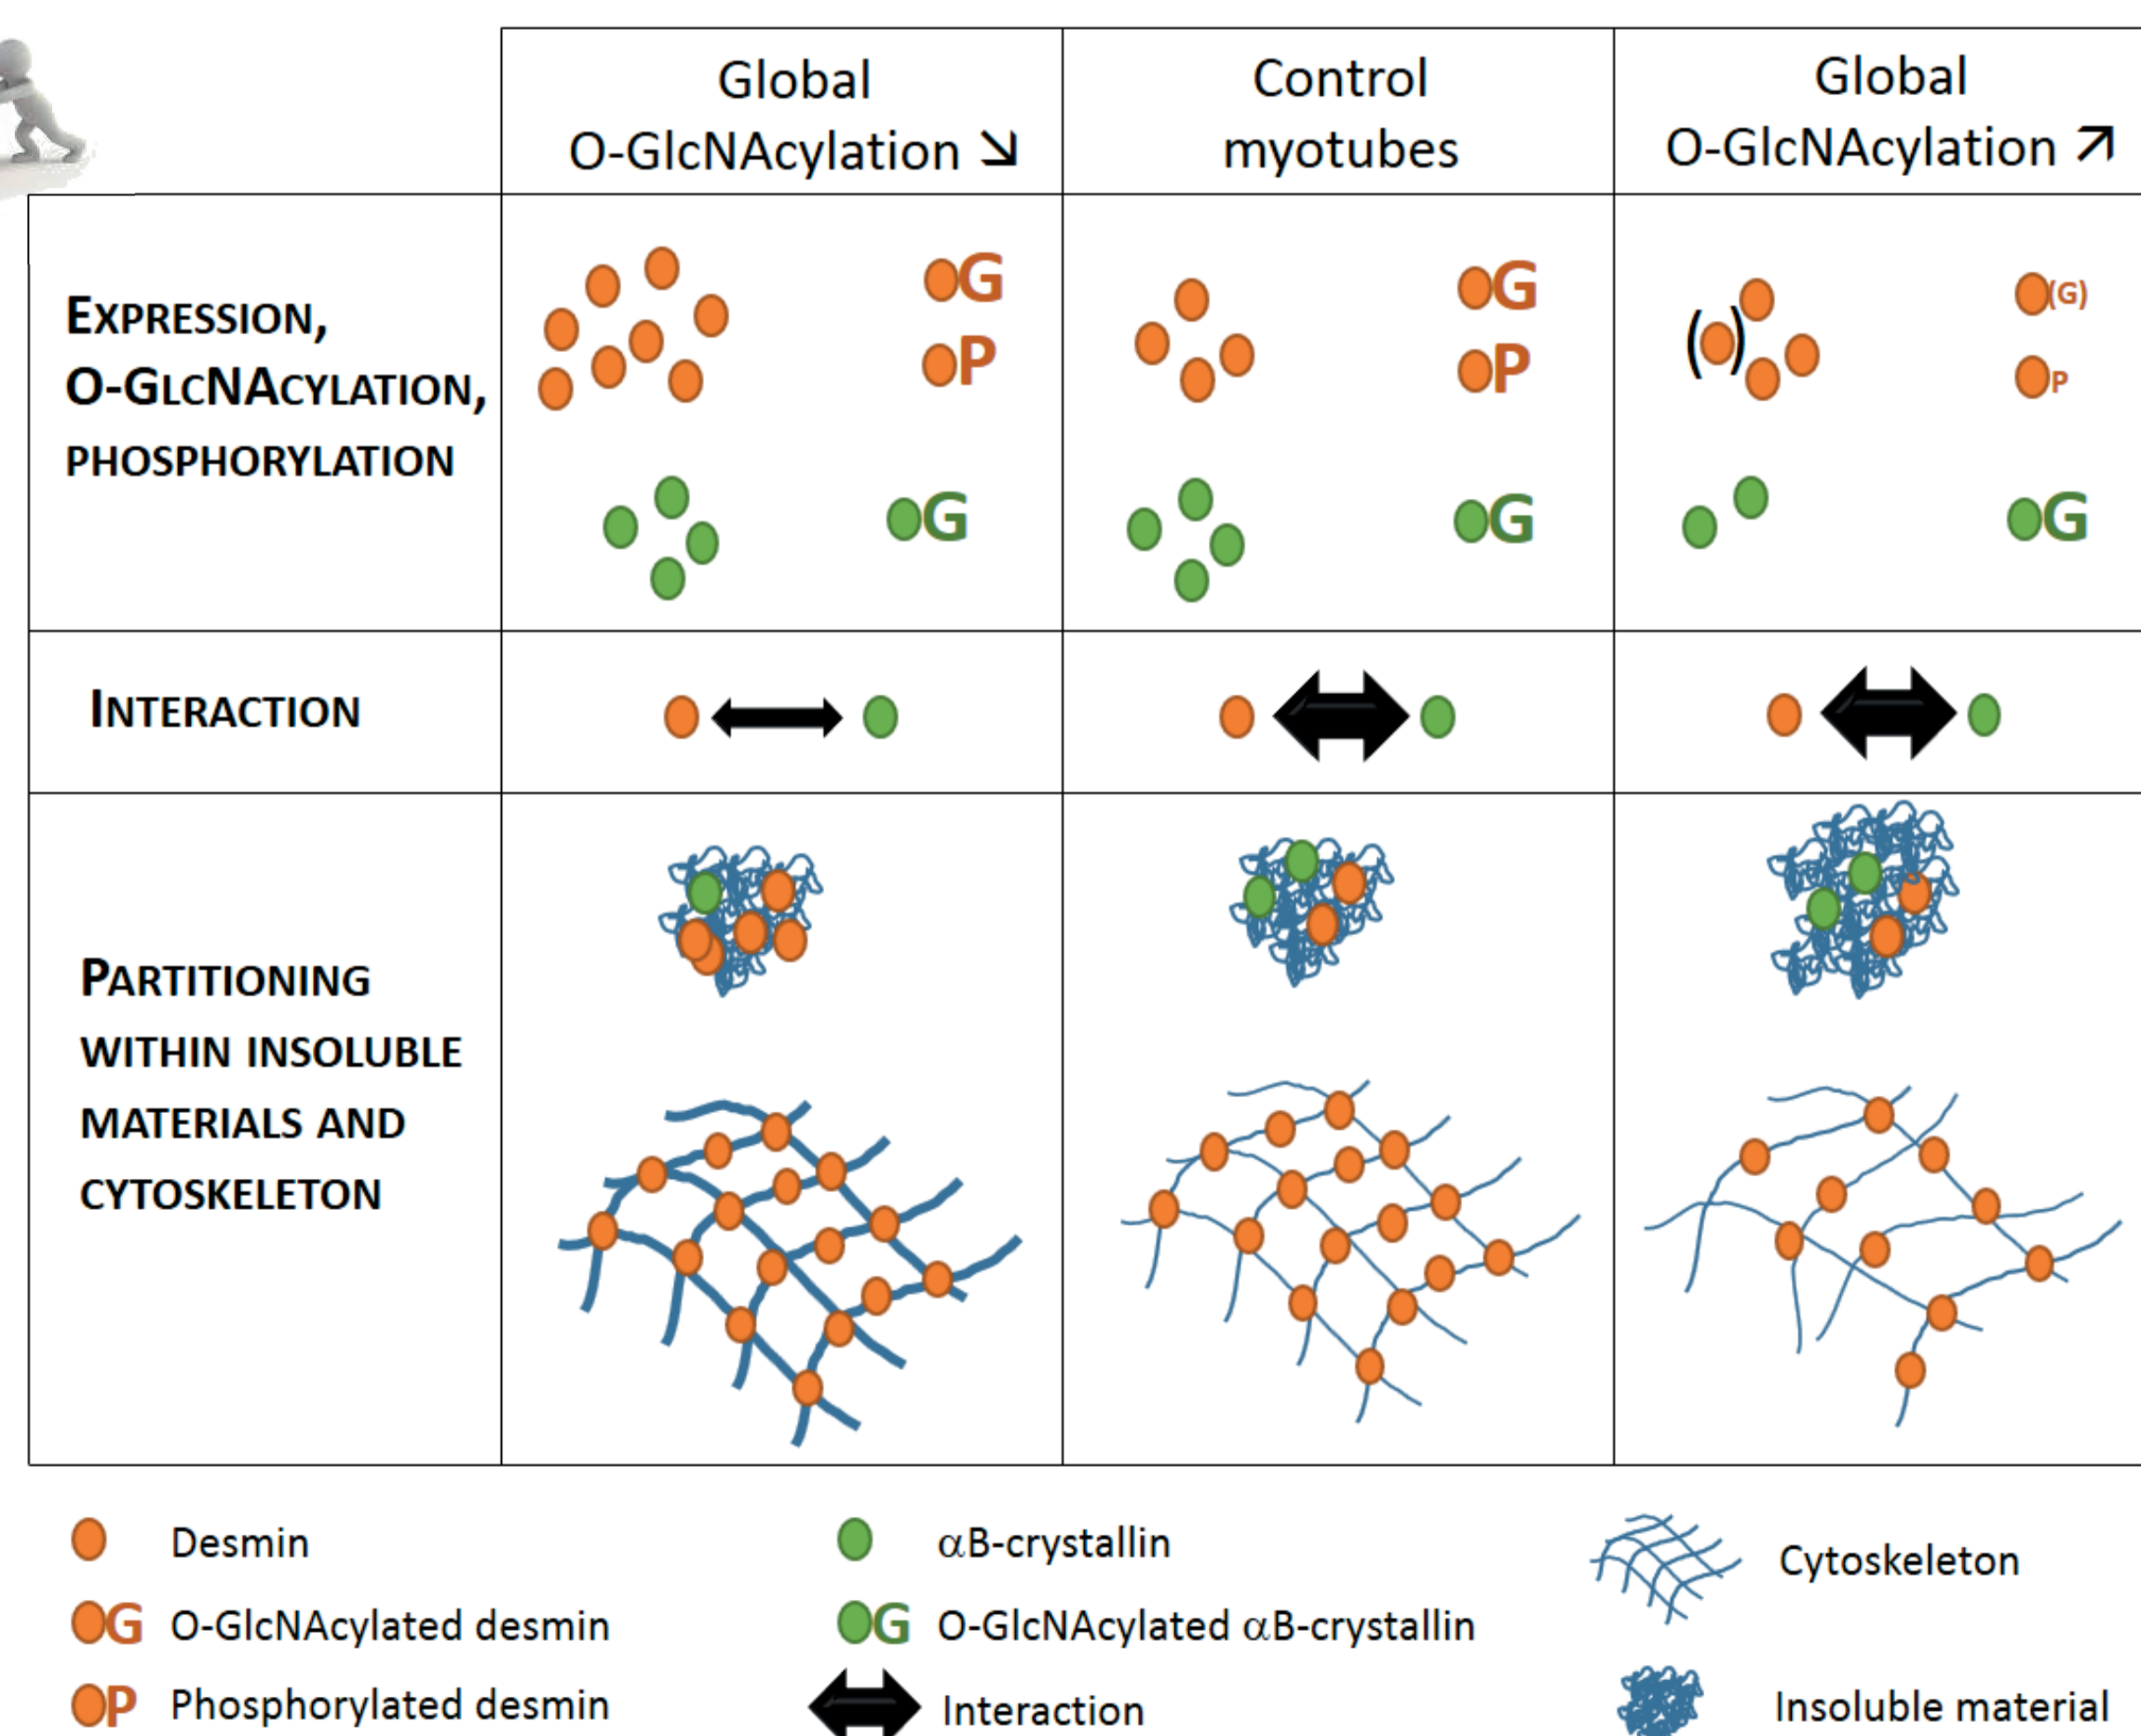 Global
O-GlcNAcylation ↘
Control
myotubes
Global
O-GlcNAcylation ↗
EXPRESSION,
O-GLCNACYLATION,
PHOSPHORYLATION
G
P
G
G
P
G
(G)
P
G
INTERACTION
PARTITIONING
WITHIN INSOLUBLE
MATERIALS AND
CYTOSKELETON
Desmin
αB-crystallin
Cytoskeleton
G O-GlcNAcylated desmin
G O-GlcNAcylated αB-crystallin
P Phosphorylated desmin
Interaction
Insoluble material